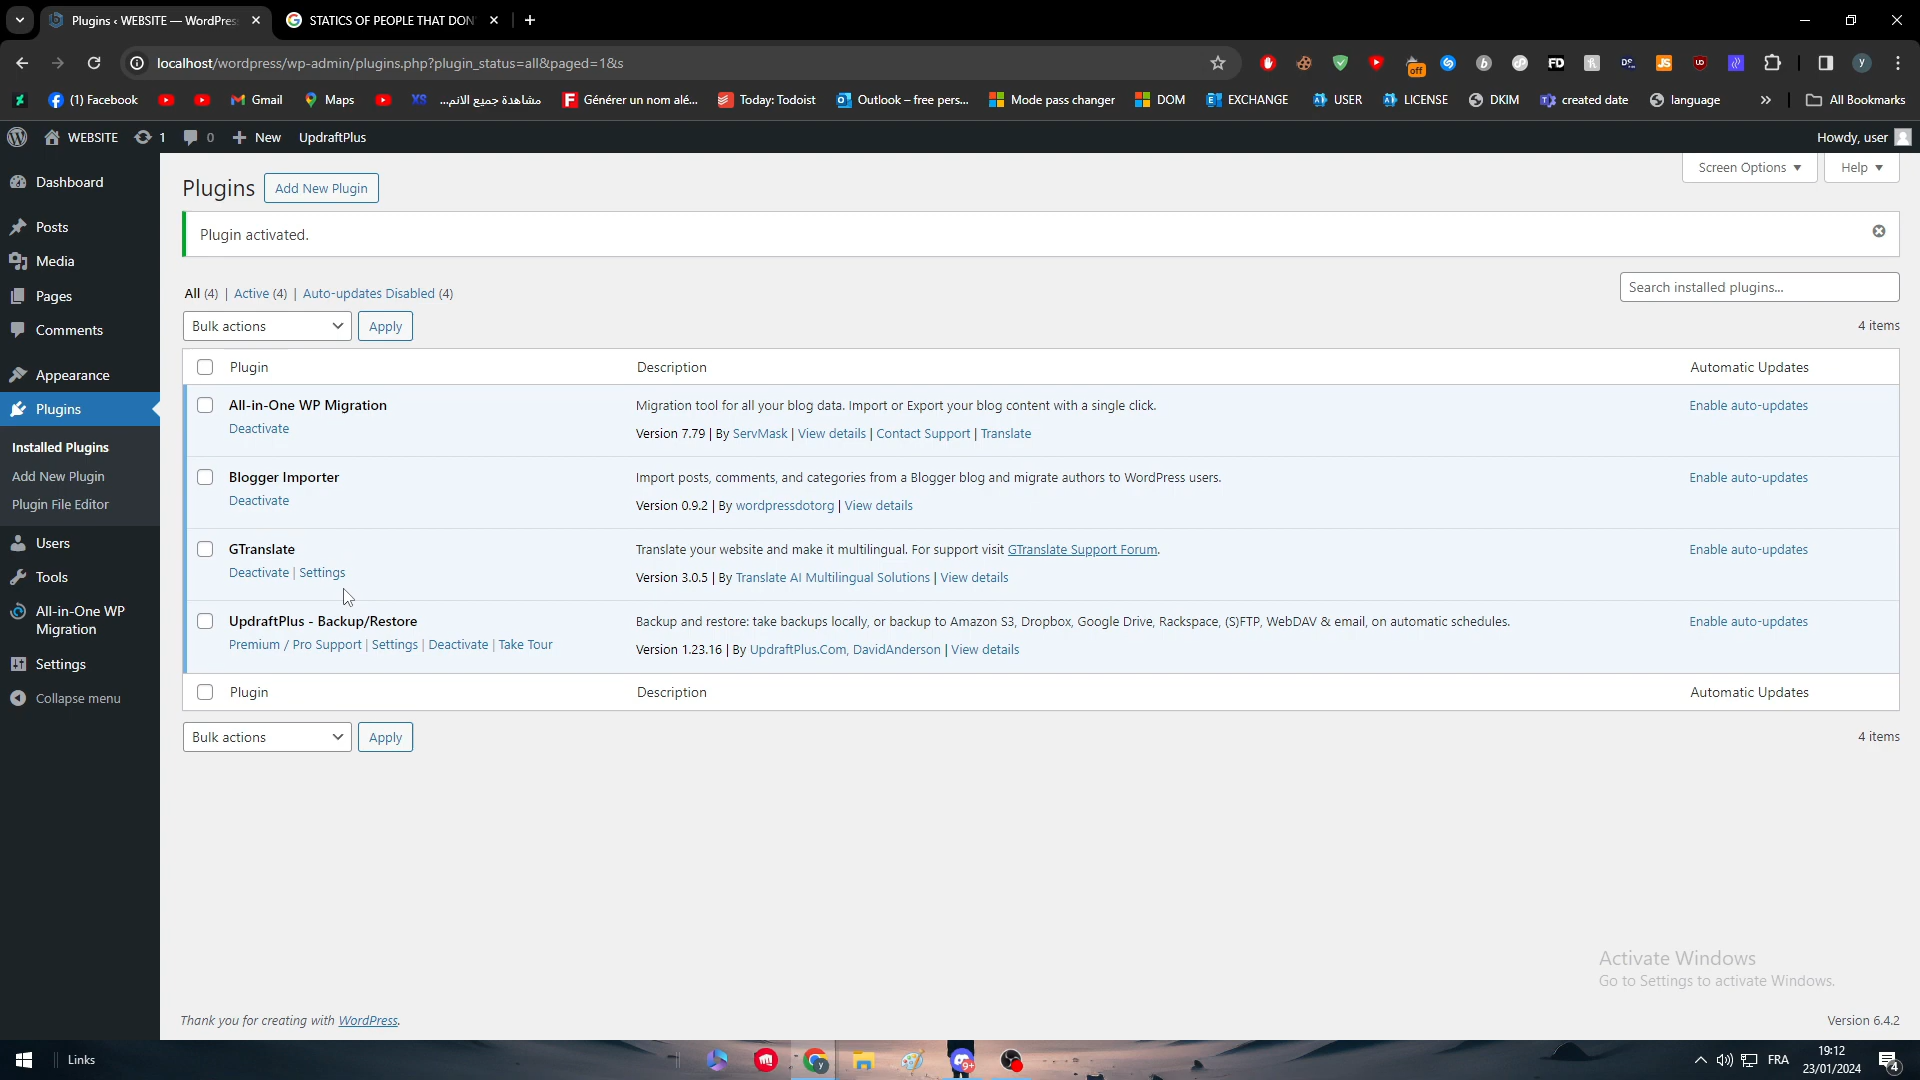 Plugins ‹ WEBSITE — WordPres
STATICS OF PEOPLE THAT DON
localhost/wordpress/wp-admin/plugins.php?plugin_status=all&paged=1&s
off
FD
JS
y
(1) Facebook
Gmail
Maps
XS
مشاهدة جميع الانم...
Générer un nom alé...
Today: Todoist
Outlook – free pers...
Mode pass changer
DOM
EXCHANGE
USER
LICENSE
DKIM
created date
language
»
All Bookmarks
WEBSITE
1
0
New
UpdraftPlus
Howdy, user
Dashboard
Posts
Media
Pages
Comments
Appearance
Plugins
Installed Plugins
Add New Plugin
Plugin File Editor
Users
Tools
All-in-One WP
Migration
Settings
Collapse menu
Screen Options
Help
Plugins
Add New Plugin
Plugin activated.
All (4) | Active (4) | Auto-updates Disabled (4)
Search installed plugins...
Bulk actions
Apply
4 items
Plugin
Description
Automatic Updates
All-in-One WP Migration
Deactivate
Migration tool for all your blog data. Import or Export your blog content with a single click.
Version 7.79 | By ServMask | View details | Contact Support | Translate
Enable auto-updates
Blogger Importer
Deactivate
Import posts, comments, and categories from a Blogger blog and migrate authors to WordPress users.
Version 0.9.2 | By wordpressdotorg | View details
Enable auto-updates
GTranslate
Deactivate | Settings
Translate your website and make it multilingual. For support visit GTranslate Support Forum.
Version 3.0.5 | By Translate AI Multilingual Solutions | View details
Enable auto-updates
UpdraftPlus - Backup/Restore
Premium / Pro Support | Settings | Deactivate | Take Tour
Backup and restore: take backups locally, or backup to Amazon S3, Dropbox, Google Drive, Rackspace, (S)FTP, WebDAV & email, on automatic schedules.
Version 1.23.16 | By UpdraftPlus.Com, DavidAnderson | View details
Enable auto-updates
Plugin
Description
Automatic Updates
Bulk actions
Apply
4 items
Activate Windows
Go to Settings to activate Windows.
Thank you for creating with WordPress.
Version 6.4.2
Links
9+
FRA
19:12
23/01/2024
4